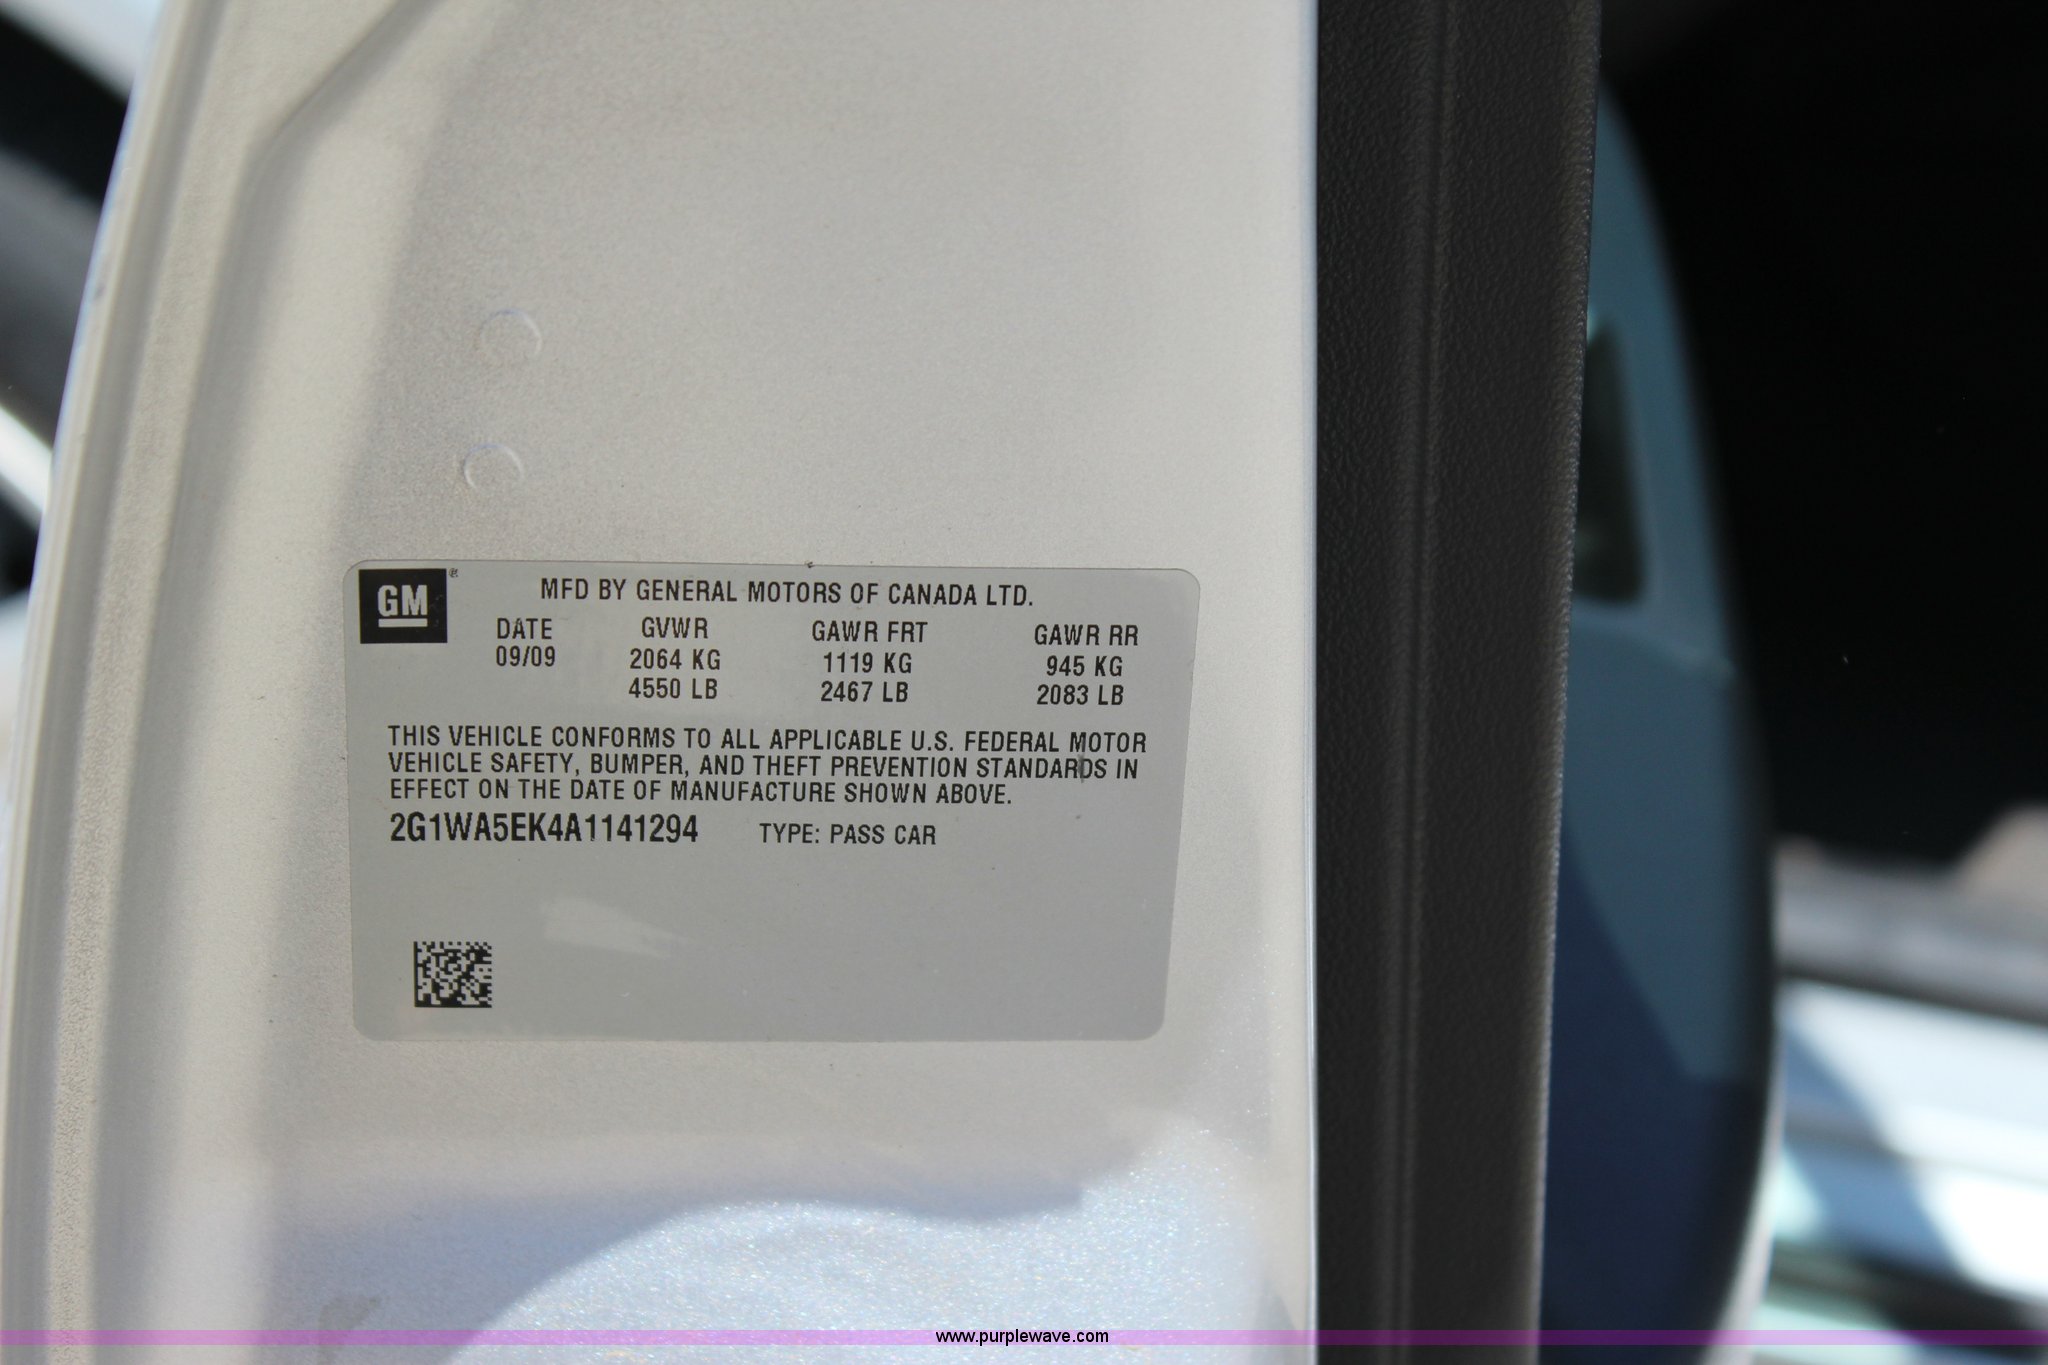 GM®
MFD BY GENERAL MOTORS OF CANADA LTD.
DATE GVWR GAWR FRT GAWR RR
09/09 2064 KG 1119 KG 945 KG
4550 LB 2467 LB 2083 LB
THIS VEHICLE CONFORMS TO ALL APPLICABLE U.S. FEDERAL MOTOR
VEHICLE SAFETY, BUMPER, AND THEFT PREVENTION STANDARDS IN
EFFECT ON THE DATE OF MANUFACTURE SHOWN ABOVE.
2G1WA5EK4A1141294 TYPE: PASS CAR
www.purplewave.com